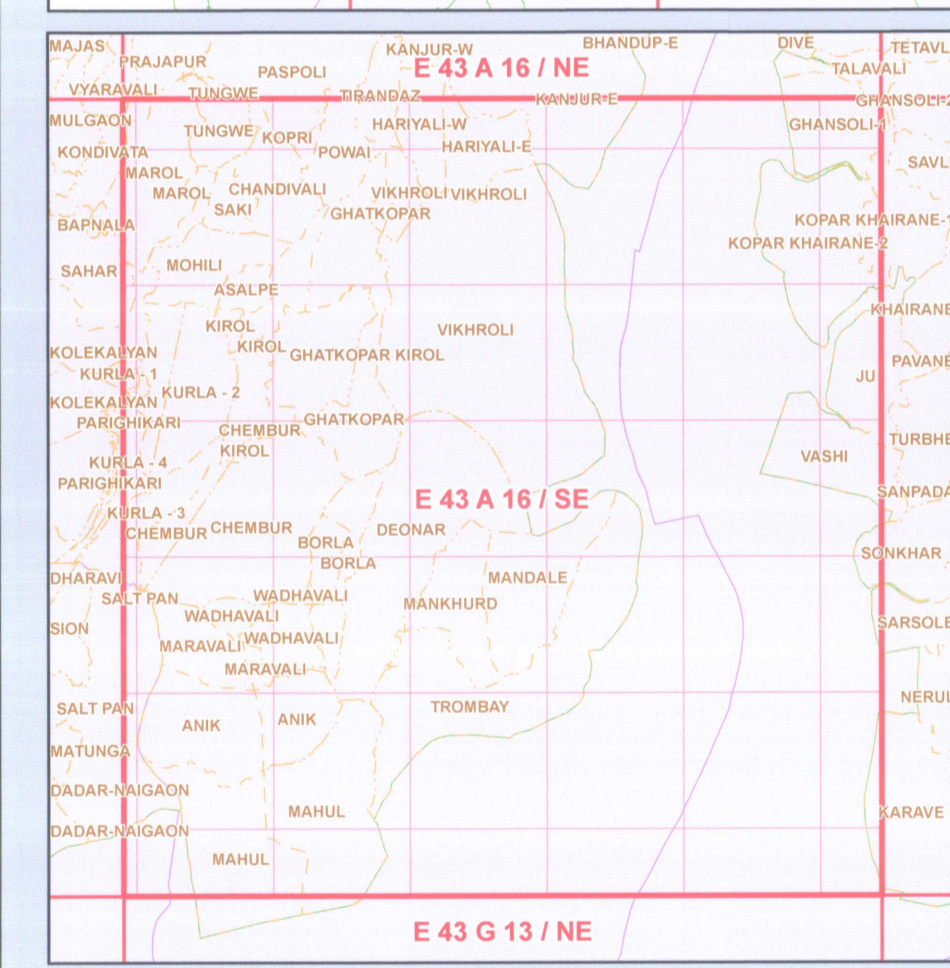 MAJAS
KANJUR-W
BHANDUP-E
DIVE
TETAVL
PRAJAPUR
PASPOLI
E 43 A 16 / NE
TALAVALI
VYARAVALI
TUNGWE
TIRANDAZ
KANJUR-E
GHANSOLI-2
MULGAON
TUNGWE
KOPRI
HARIYALI-W
GHANSOLI-1
KONDIVATA
POWAI
HARIYALI-E
SAVL
MAROL
MAROL
CHANDIVALI
VIKHROLI
VIKHROLI
SAKI
GHATKOPAR
BAPNALA
KOPAR KHAIRANE-1
KOPAR KHAIRANE-2
SAHAR
MOHILI
ASALPE
KHAIRANE
KIROL
VIKHROLI
KIROL
GHATKOPAR KIROL
KOLEKALYAN
PAVANE
KURLA - 1
JU
KURLA - 2
KOLEKALYAN
PARIGHIKARI
GHATKOPAR
CHEMBUR
TURBHE
KIROL
VASHI
KURLA - 4
PARIGHIKARI
E 43 A 16 / SE
SANPADA
KURLA - 3
CHEMBUR
CHEMBUR
DEONAR
BORLA
SONKHAR
BORLA
DHARAVI
MANDALE
SALT PAN
WADHAVALI
MANKHURD
WADHAVALI
SION
SARSOLE
MARAVALI
WADHAVALI
MARAVALI
NERUL
SALT PAN
TROMBAY
ANIK
ANIK
MATUNGA
DADAR-NAIGAON
MAHUL
KARAVE
DADAR-NAIGAON
MAHUL
E 43 G 13 / NE